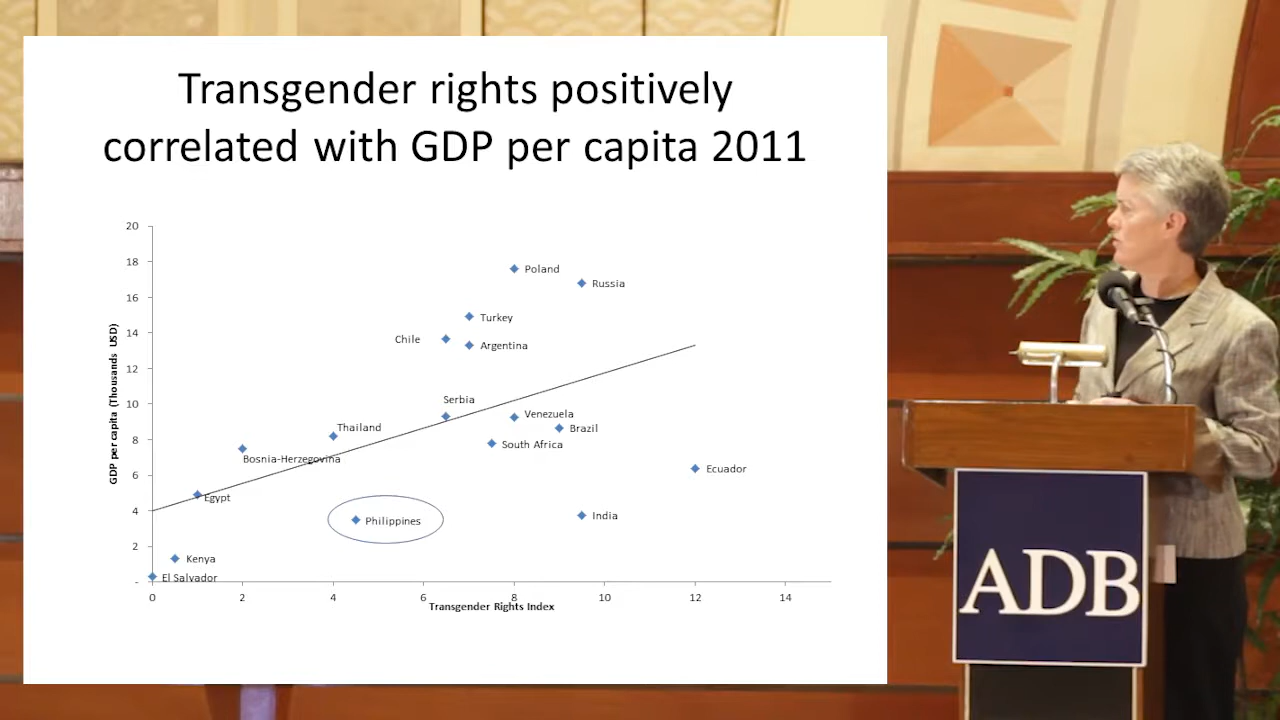 Transgender rights positively
correlated with GDP per capita 2011
GDP per capita (Thousands USD)
20
18
16
14
12
10
8
6
4
2
-
Poland
Russia
Turkey
Chile
Argentina
Serbia
Venezuela
Thailand
Brazil
South Africa
Bosnia-Herzegovina
Ecuador
Egypt
Philippines
India
Kenya
El Salvador
0
2
4
6
8
10
12
14
Transgender Rights Index
ADB